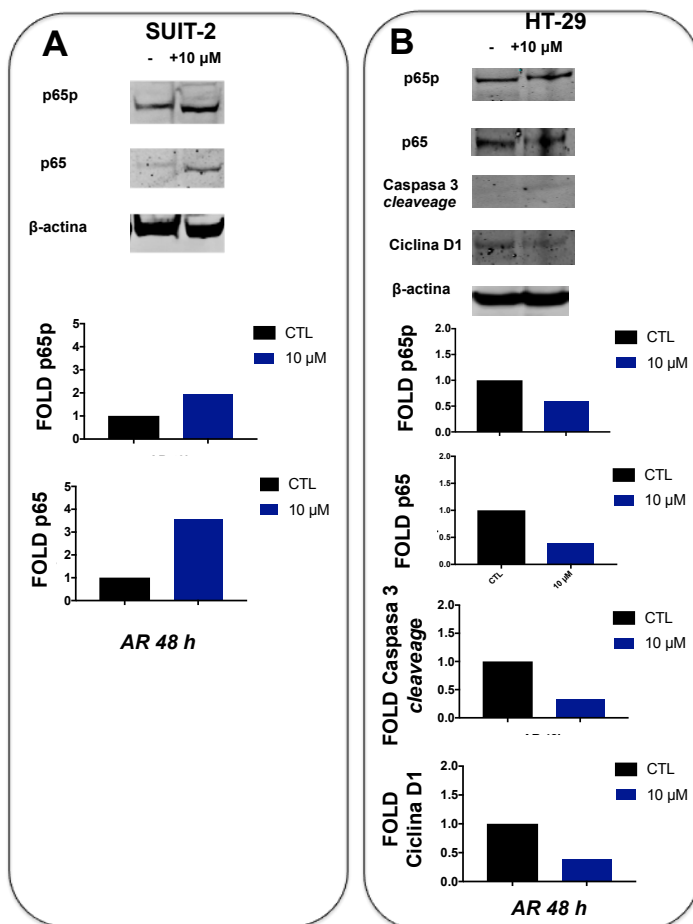 A
SUIT-2
- +10 µM
p65p
p65
β-actina
FOLD p65p
5
4
3
2
1
0
CTL
10 µM
FOLD p65
5
4
3
2
1
0
CTL
10 µM
AR 48 h
B
HT-29
- +10 µM
p65p
p65
Caspasa 3
cleaveage
Ciclina D1
β-actina
FOLD p65p
2.0
1.5
1.0
0.5
0.0
CTL
10 µM
FOLD p65
2.0
1.5
1.0
0.5
0.0
CTL
10 µM
CTL
10 µM
FOLD Caspasa 3
cleaveage
2.0
1.5
1.0
0.5
0.0
CTL
10 µM
FOLD
Ciclina D1
2.0
1.5
1.0
0.5
0.0
CTL
10 µM
AR 48 h